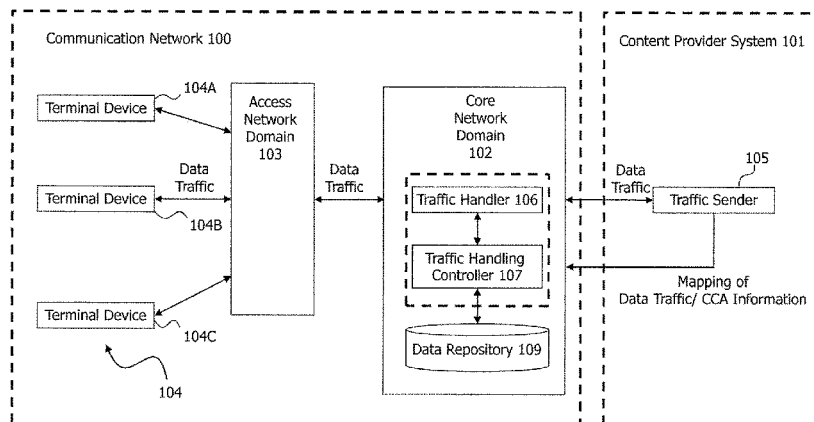 Communication Network 100
Content Provider System 101
104A
Terminal Device
Access
Network
Domain
103
Core
Network
Domain
102
Data
Traffic
Terminal Device
104B
Data
Traffic
Traffic Handler 106
Data
Traffic
105
Traffic Sender
Traffic Handling
Controller 107
Mapping of
Data Traffic/ CCA Information
Terminal Device
104C
Data Repository 109
104